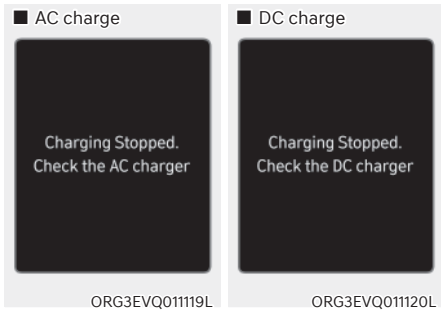 ■ AC charge
Charging Stopped.
Check the AC charger
ORG3EVQ011119L
■ DC charge
Charging Stopped.
Check the DC charger
ORG3EVQ011120L